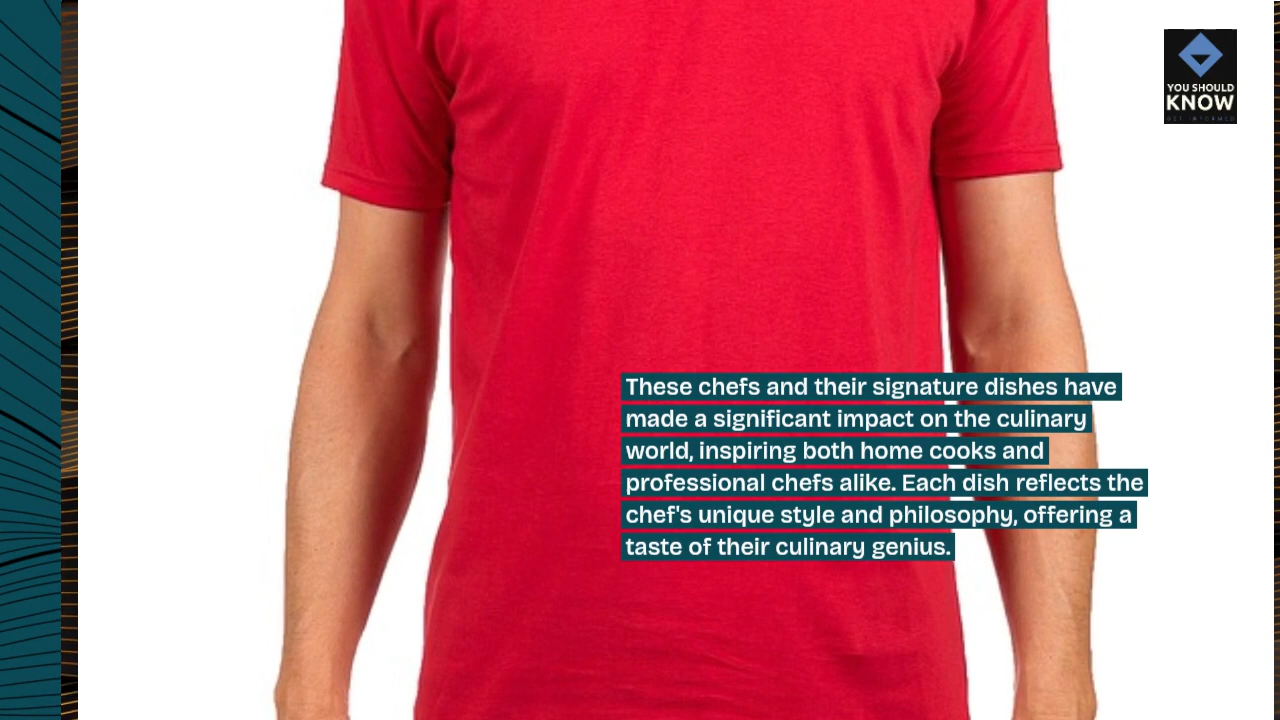 YOU SHOULD
KNOW
GET INFORMED
These chefs and their signature dishes have
made a significant impact on the culinary
world, inspiring both home cooks and
professional chefs alike. Each dish reflects the
chef's unique style and philosophy, offering a
taste of their culinary genius.